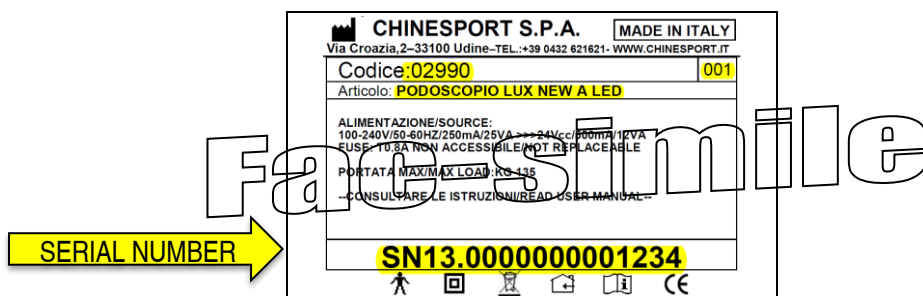 CHINESPORT S.P.A. MADE IN ITALY
Via Croazia,2–33100 Udine–TEL.:+39 0432 621621- WWW.CHINESPORT.IT
Codice:02990 001
Articolo: PODOSCOPIO LUX NEW A LED
ALIMENTAZIONE/SOURCE:
100-240V/50-60HZ/250mA/25VA >>>24Vcc/500mA/12VA
FUSE: T0.8A NON ACCESSIBILE/NOT REPLACEABLE
Fac-simile
PORTATA MAX/MAX LOAD:KG 135
--CONSULTARE LE ISTRUZIONI/READ USER MANUAL--
SERIAL NUMBER
SN13.0000000001234
CE